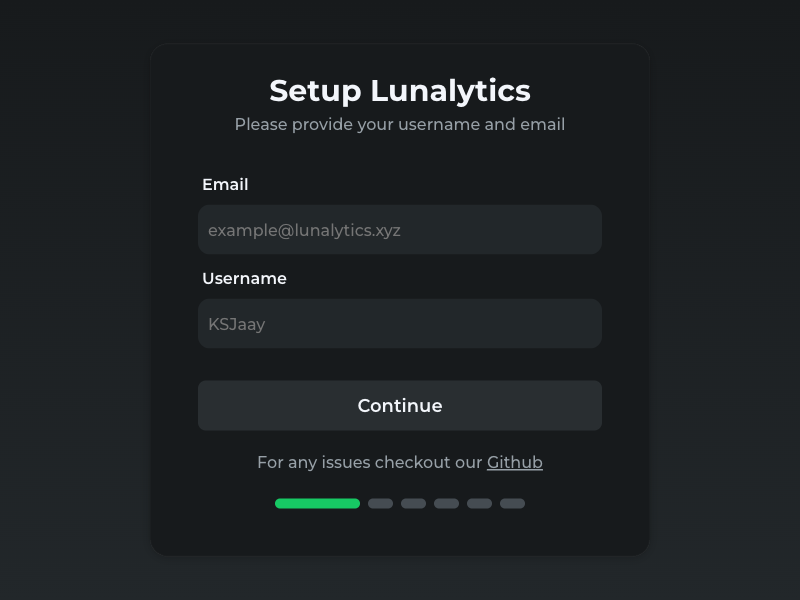 Setup Lunalytics
Please provide your username and email
Email
example@lunalytics.xyz
Username
KSJaay
Continue
For any issues checkout our Github